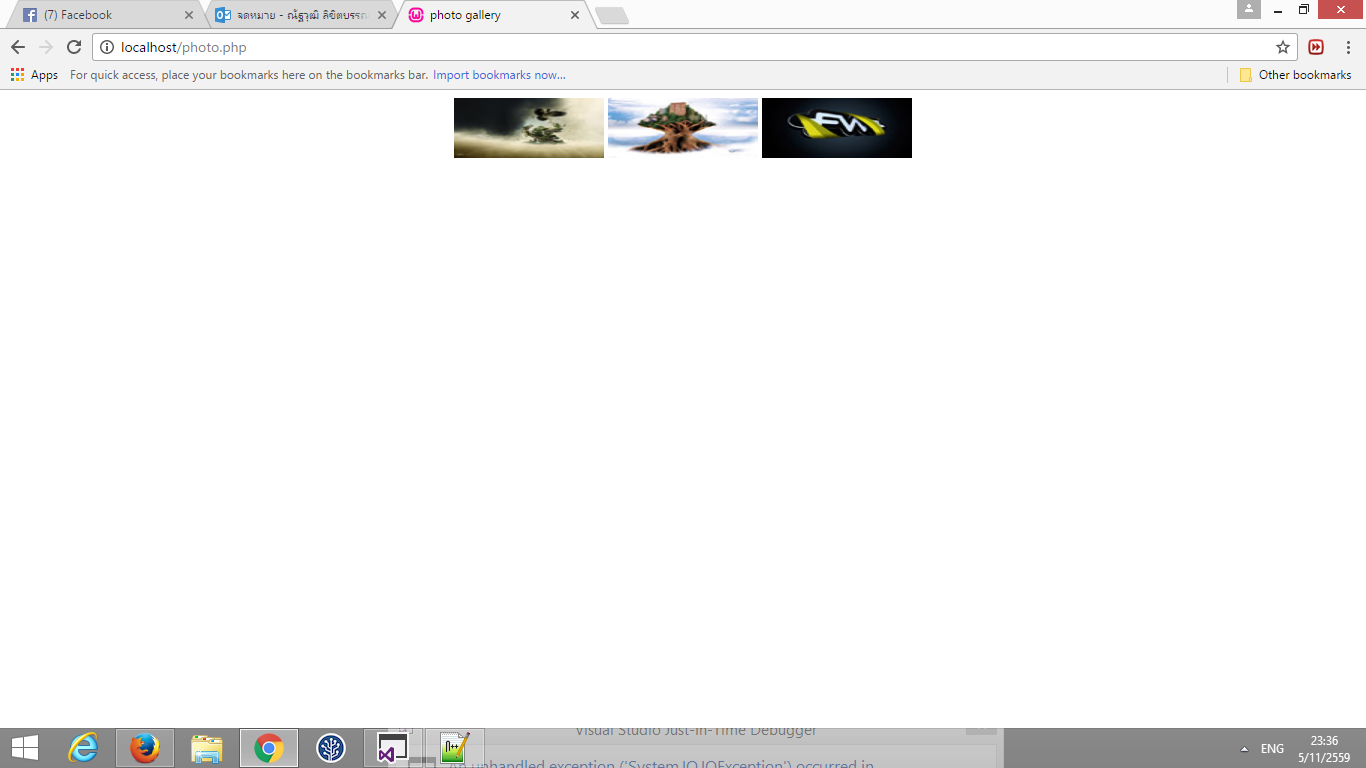 (7) Facebook
จดหมาย - ณัฐวุฒิ ลิขิตบรรณ
photo gallery
localhost/photo.php
Apps For quick access, place your bookmarks here on the bookmarks bar. Import bookmarks now... Other bookmarks
FW
Visual Studio Just-In-Time Debugger
An unhandled exception ('System.IO.IOException') occurred in
ENG
23:36
5/11/2559